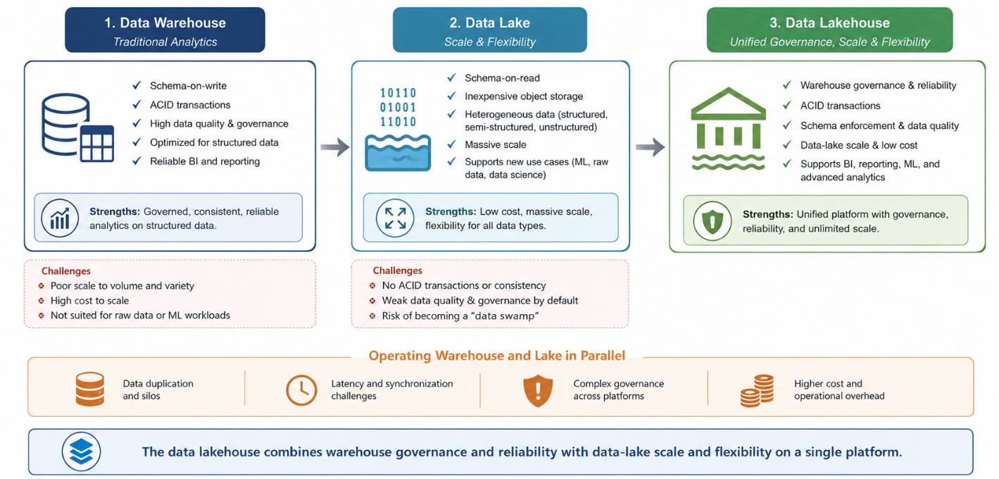 1. Data Warehouse
Traditional Analytics
Schema-on-write
ACID transactions
High data quality & governance
Optimized for structured data
Reliable BI and reporting
Strengths: Governed, consistent, reliable
analytics on structured data.
Challenges
Poor scale to volume and variety
High cost to scale
Not suited for raw data or ML workloads
2. Data Lake
Scale & Flexibility
10110
01001
11010
Schema-on-read
Inexpensive object storage
Heterogeneous data (structured,
semi-structured, unstructured)
Massive scale
Supports new use cases (ML, raw
data, data science)
Strengths: Low cost, massive scale,
flexibility for all data types.
Challenges
No ACID transactions or consistency
Weak data quality & governance by default
Risk of becoming a “data swamp”
3. Data Lakehouse
Unified Governance, Scale & Flexibility
Warehouse governance & reliability
ACID transactions
Schema enforcement & data quality
Data-lake scale & low cost
Supports BI, reporting, ML, and
advanced analytics
Strengths: Unified platform with governance,
reliability, and unlimited scale.
Operating Warehouse and Lake in Parallel
Data duplication
and silos
Latency and synchronization
challenges
Complex governance
across platforms
Higher cost and
operational overhead
The data lakehouse combines warehouse governance and reliability with data-lake scale and flexibility on a single platform.